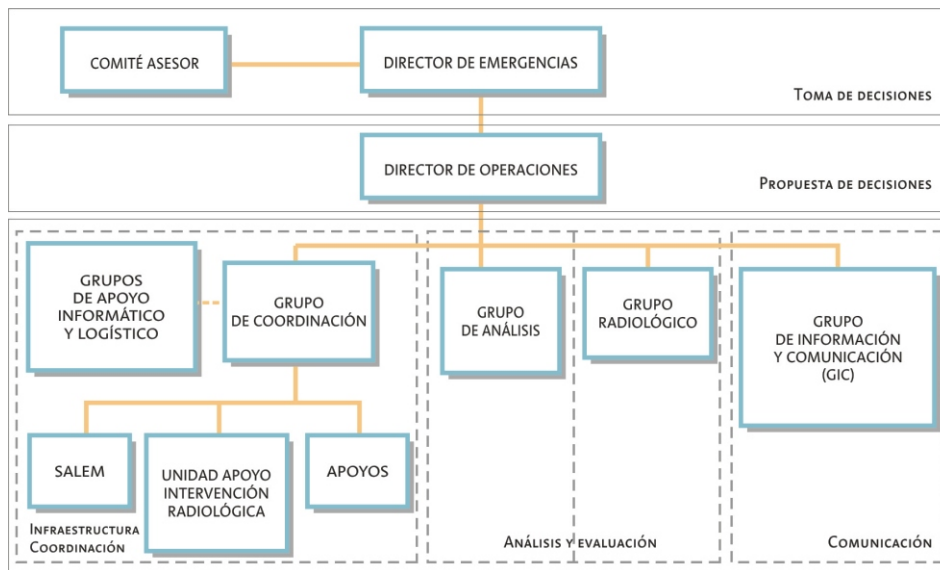 COMITÉ ASESOR
DIRECTOR DE EMERGENCIAS
TOMA DE DECISIONES
DIRECTOR DE OPERACIONES
PROPUESTA DE DECISIONES
GRUPOS
DE APOYO
INFORMÁTICO
Y LOGÍSTICO
GRUPO
DE COORDINACIÓN
GRUPO
DE ANÁLISIS
GRUPO
RADIOLÓGICO
GRUPO
DE INFORMACIÓN
Y COMUNICACIÓN
(GIC)
SALEM
UNIDAD APOYO
INTERVENCIÓN
RADIOLÓGICA
APOYOS
INFRAESTRUCTURA
COORDINACIÓN
ANÁLISIS Y EVALUACIÓN
COMUNICACIÓN